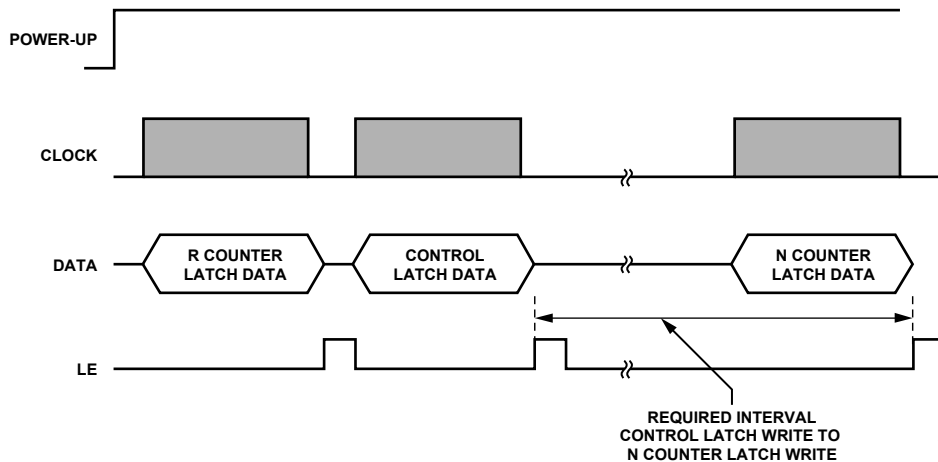 POWER-UP
CLOCK
DATA
R COUNTER
LATCH DATA
CONTROL
LATCH DATA
N COUNTER
LATCH DATA
LE
REQUIRED INTERVAL
CONTROL LATCH WRITE TO
N COUNTER LATCH WRITE